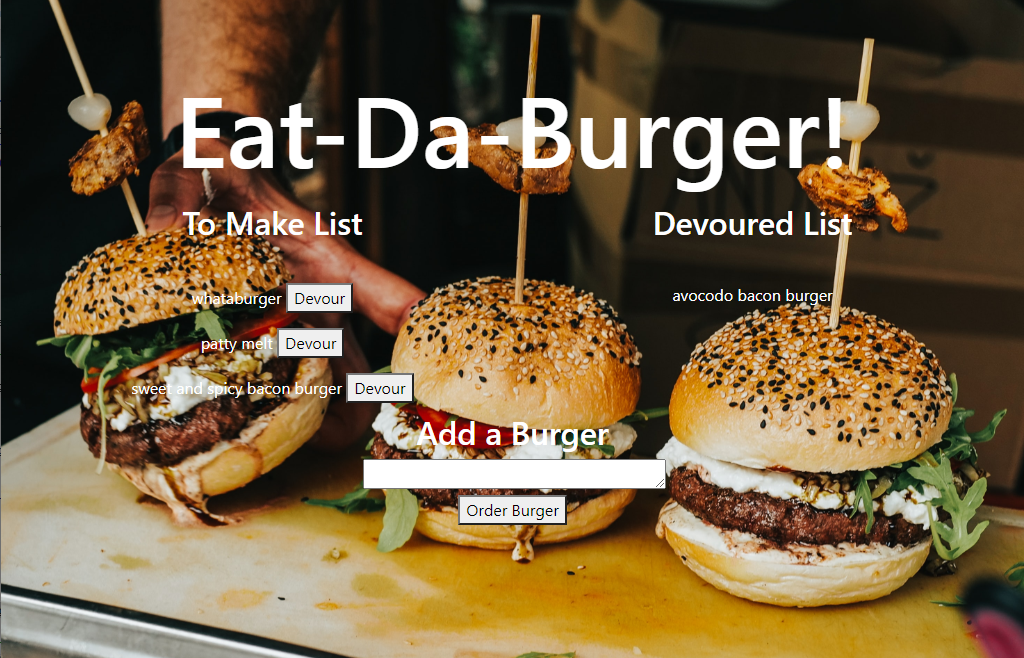 Eat-Da-Burger!
To Make List
Devoured List
whataburger Devour
avocodo bacon burger
patty melt Devour
sweet and spicy bacon burger Devour
Add a Burger
Order Burger